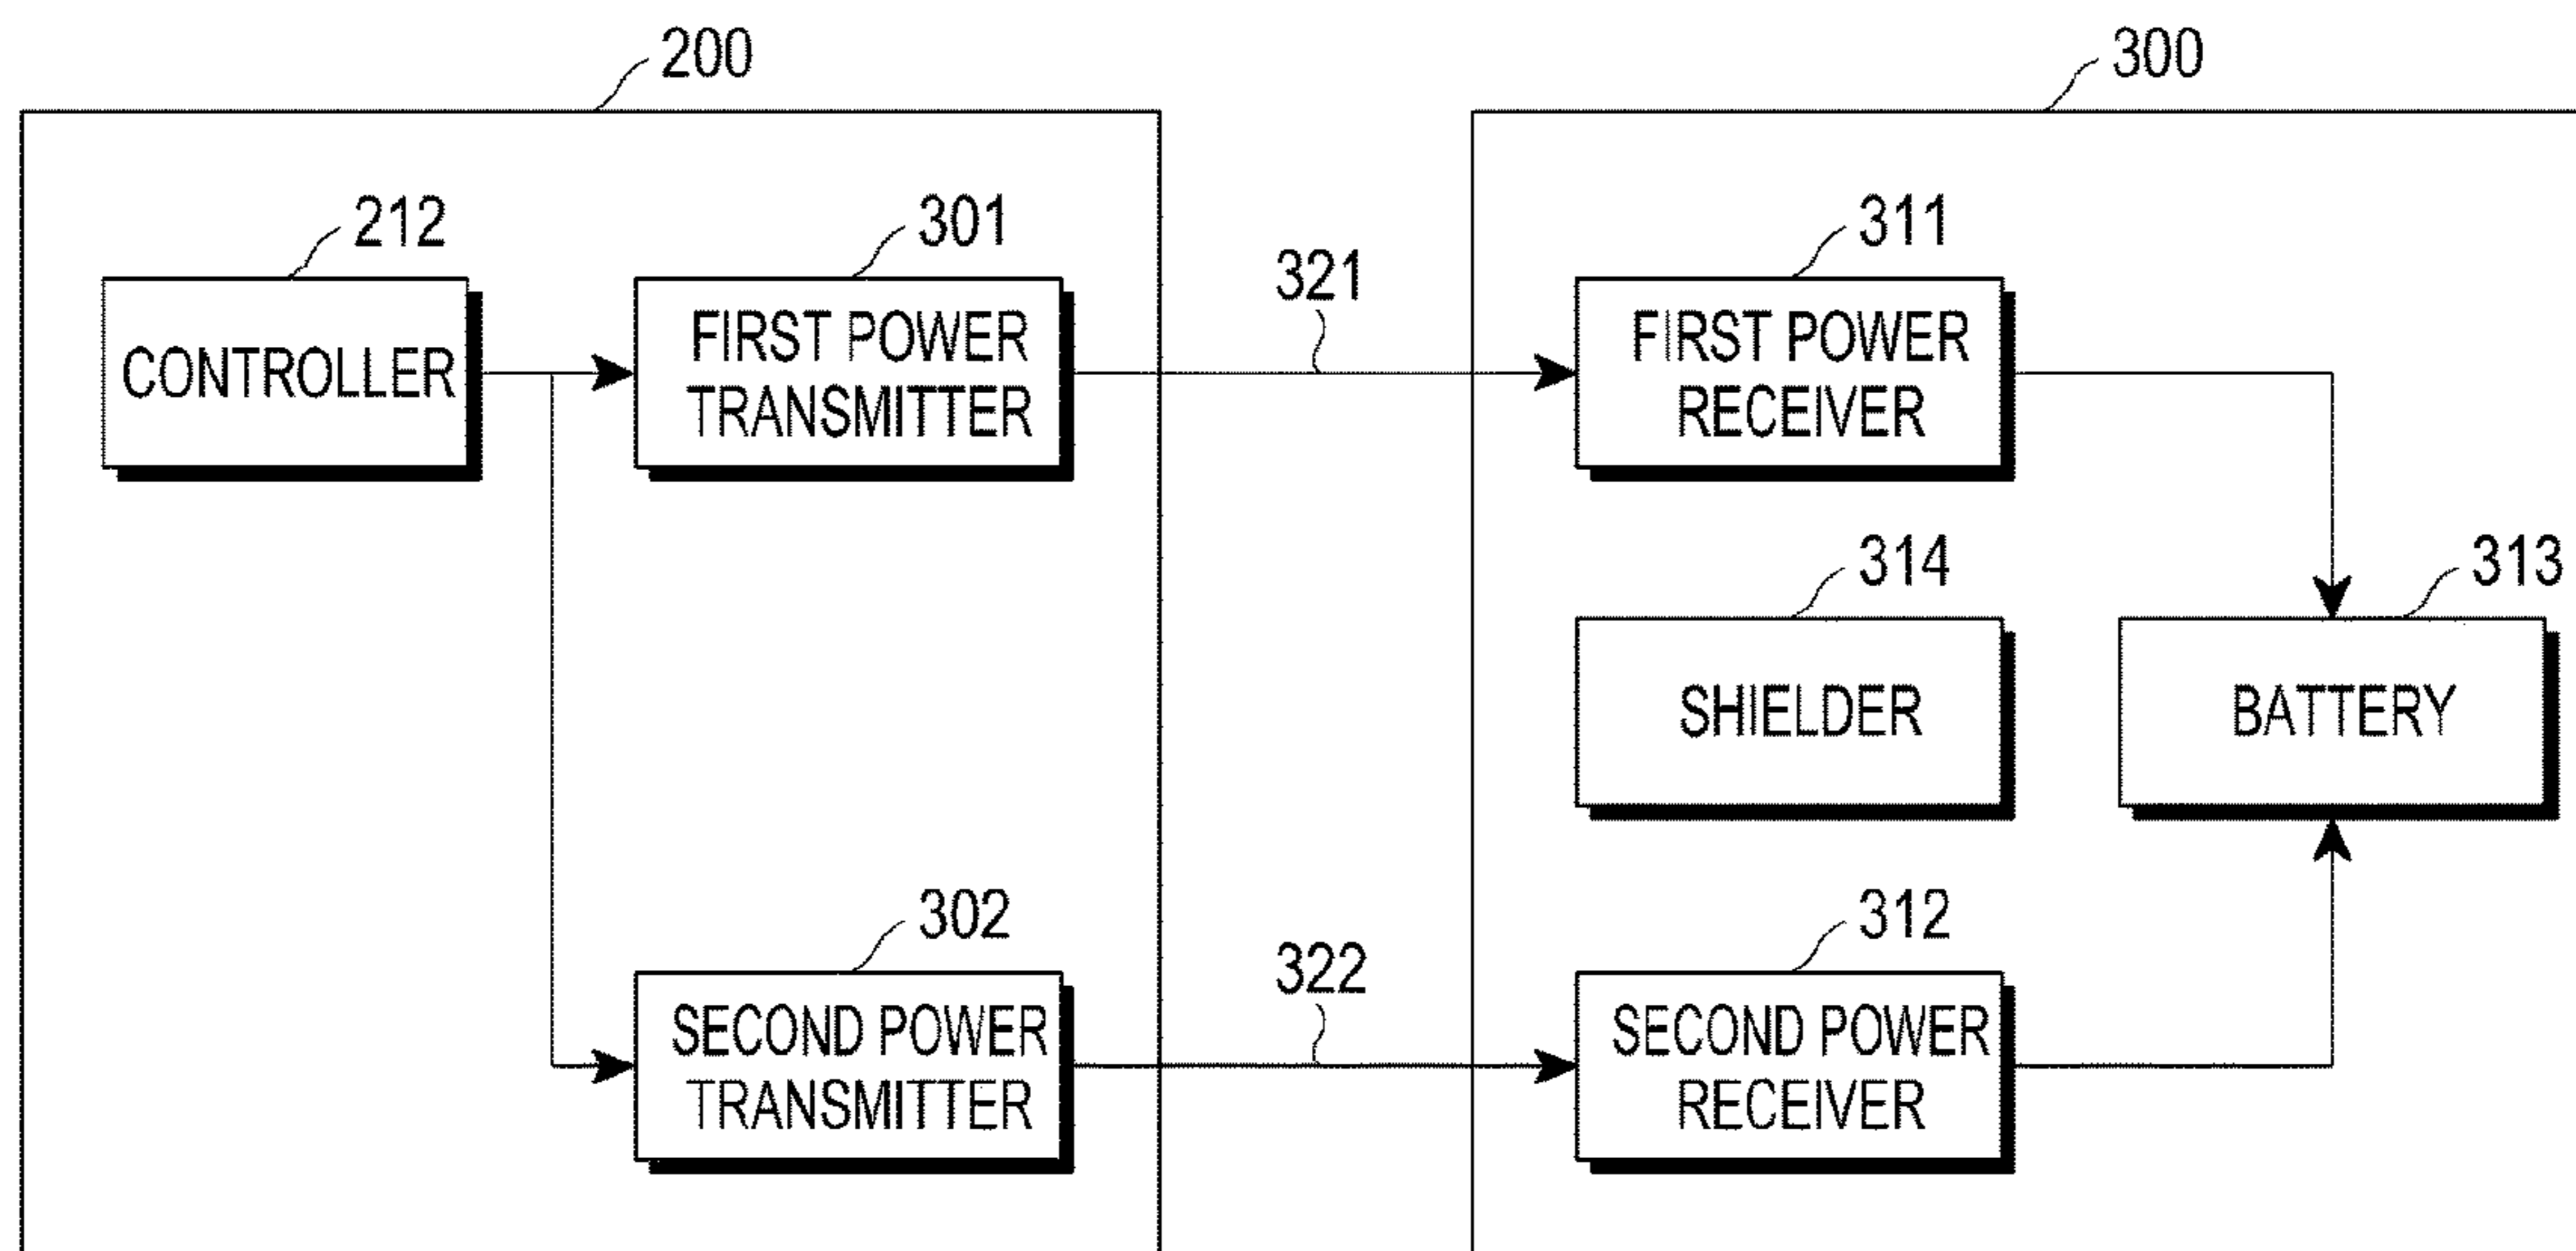 200
300
212
301
311
321
CONTROLLER
FIRST POWER
TRANSMITTER
FIRST POWER
RECEIVER
314
313
SHIELDER
BATTERY
302
312
322
SECOND POWER
TRANSMITTER
SECOND POWER
RECEIVER